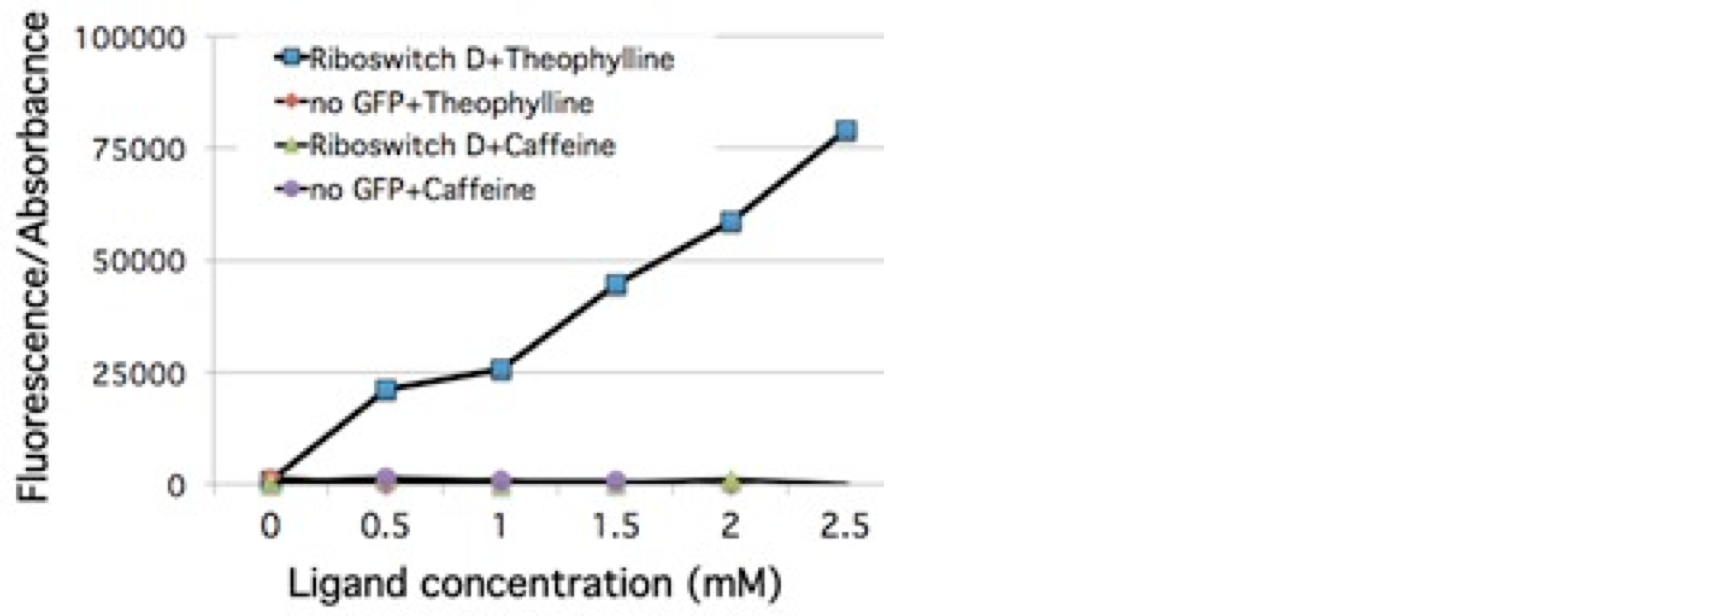 Fluorescence/Absorbacnce
100000
75000
50000
25000
0
Riboswitch D+Theophylline
no GFP+Theophylline
Riboswitch D+Caffeine
no GFP+Caffeine
0 0.5 1 1.5 2 2.5
Ligand concentration (mM)